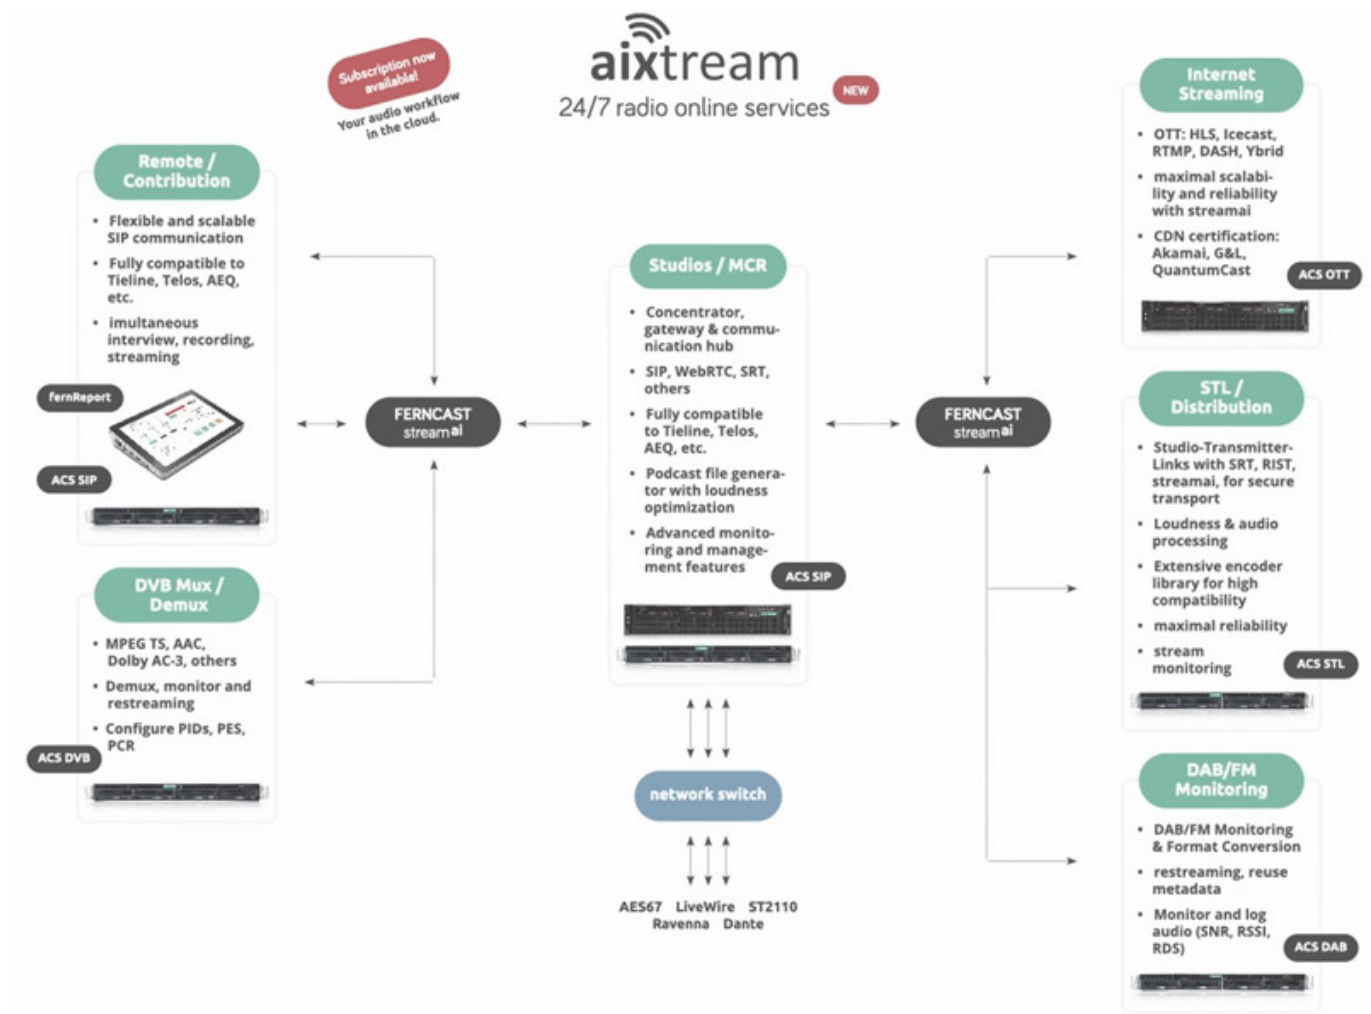 aixtream
24/7 radio online services
NEW
Subscription now
available!
Your audio workflow
in the cloud.
Remote /
Contribution
• Flexible and scalable
SIP communication
• Fully compatible to
Tieline, Telos, AEQ,
etc.
• imultaneous
interview, recording,
streaming
fernReport
ACS SIP
DVB Mux /
Demux
• MPEG TS, AAC,
Dolby AC-3, others
• Demux, monitor and
restreaming
• Configure PIDs, PES,
PCR
ACS DVB
FERNCAST
streamai
Studios / MCR
• Concentrator,
gateway & commu-
nication hub
• SIP, WebRTC, SRT,
others
• Fully compatible
to Tieline, Telos,
AEQ, etc.
• Podcast file genera-
tor with loudness
optimization
• Advanced monito-
ring and manage-
ment features
ACS SIP
network switch
AES67 LiveWire ST2110
Ravenna Dante
FERNCAST
streamai
Internet
Streaming
• OTT: HLS, Icecast,
RTMP, DASH, Ybrid
• maximal scalabi-
lity and reliability
with streamai
• CDN certification:
Akamai, G&L,
QuantumCast
ACS OTT
STL /
Distribution
• Studio-Transmitter-
Links with SRT, RIST,
streamai, for secure
transport
• Loudness & audio
processing
• Extensive encoder
library for high
compatibility
• maximal reliability
• stream
monitoring
ACS STL
DAB/FM
Monitoring
• DAB/FM Monitoring
& Format Conversion
• restreaming, reuse
metadata
• Monitor and log
audio (SNR, RSSI,
RDS)
ACS DAB